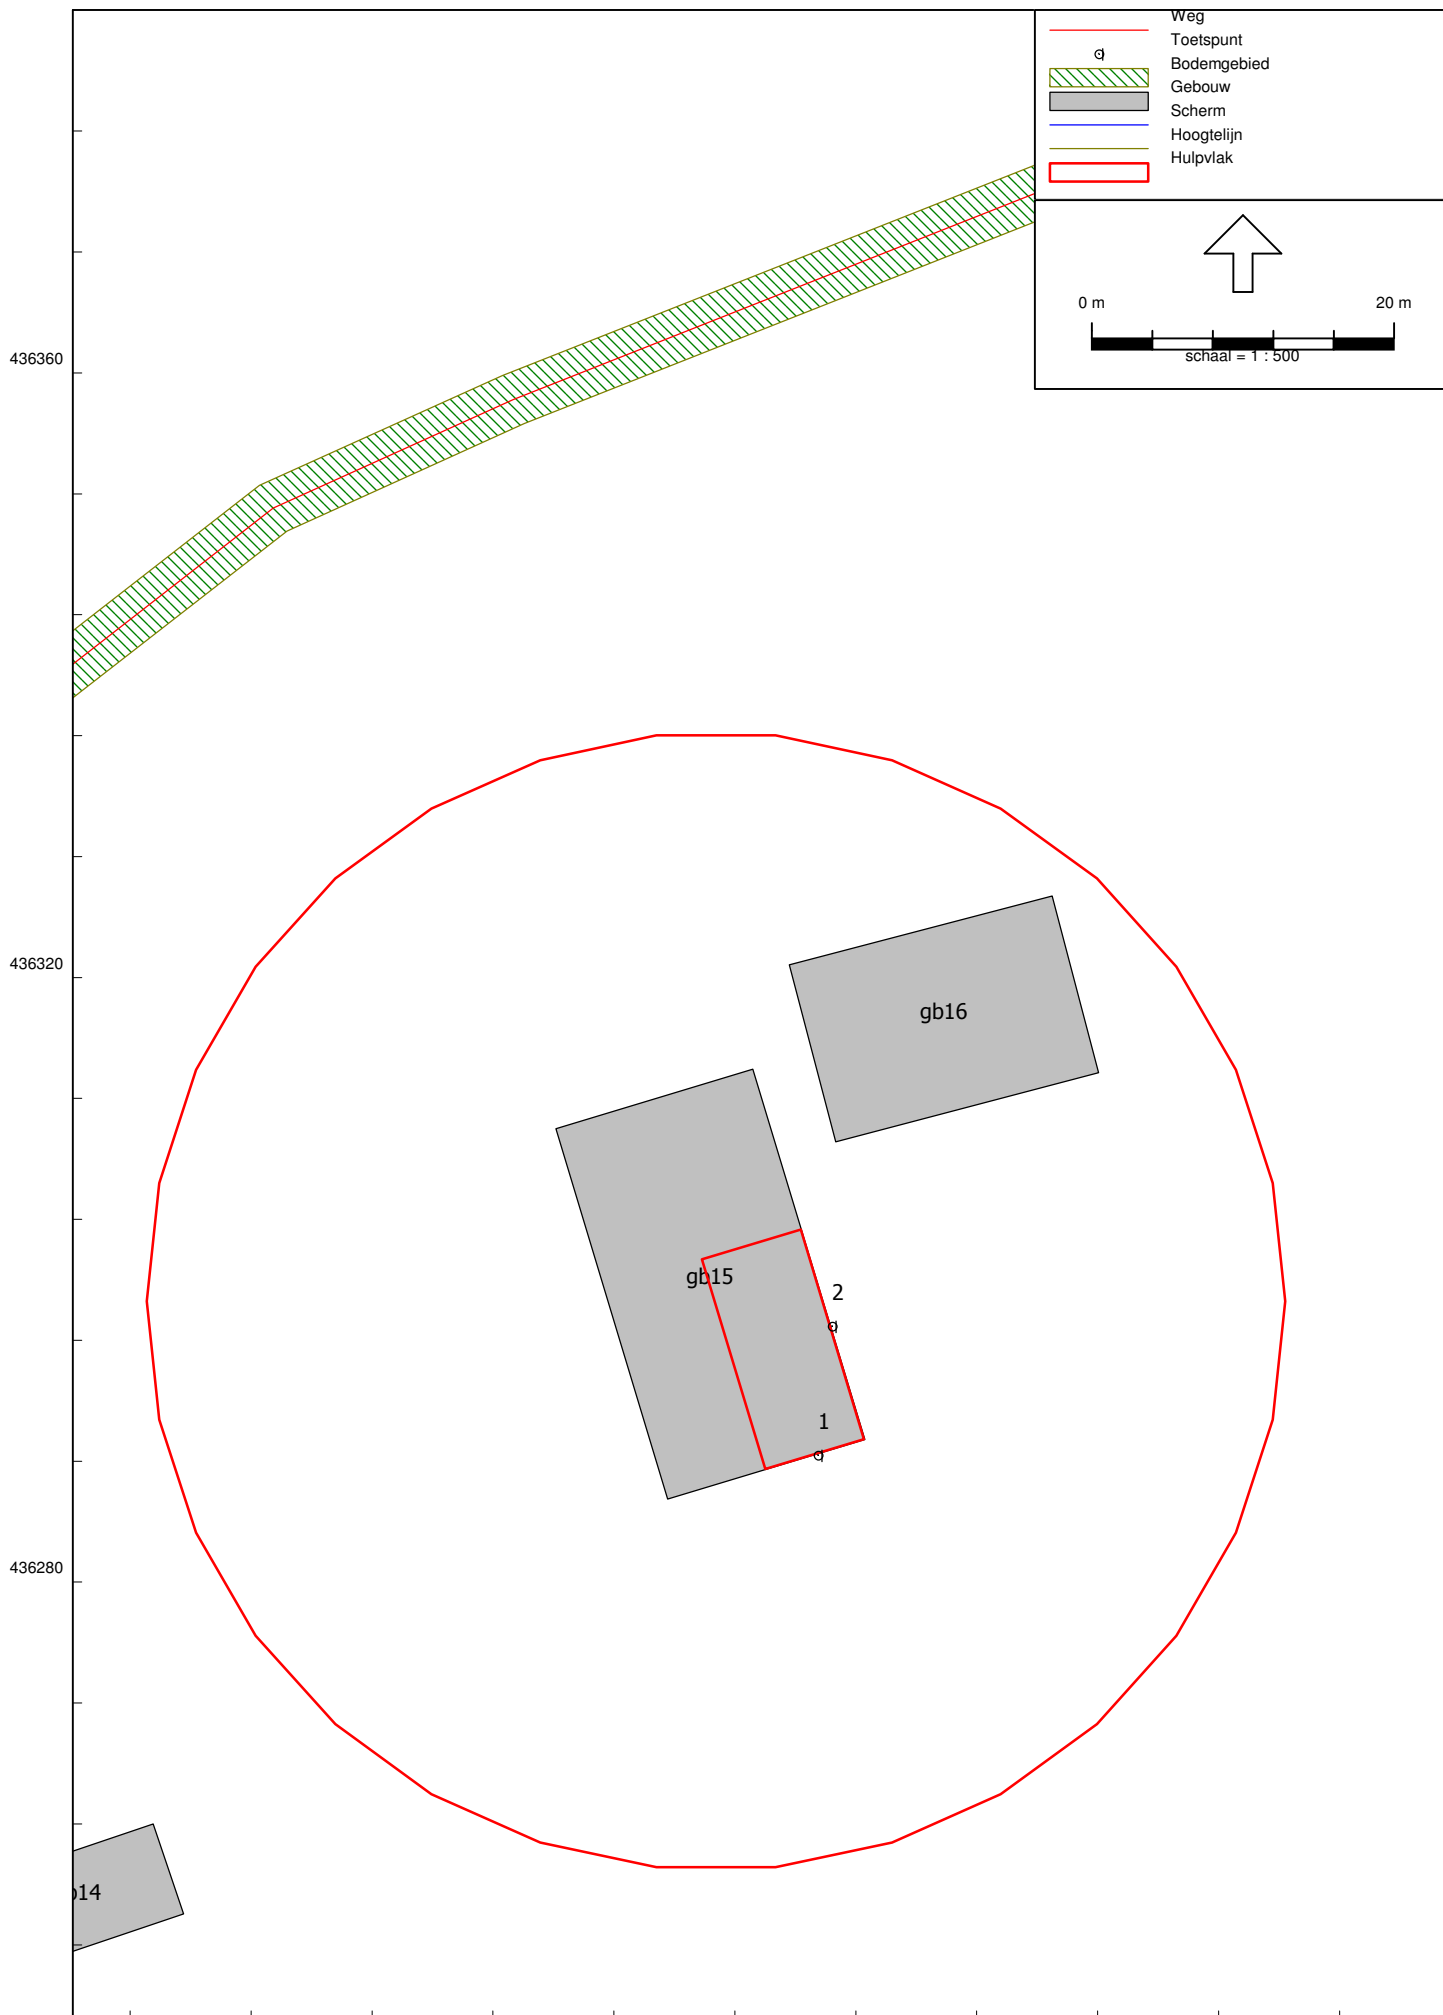 Weg
Toetspunt
Bodemgebied
Gebouw
Scherm
Hoogtelijn
Hulpvlak
0 m 20 m
schaal = 1 : 500
436360
436320
gb16
gb15
2
1
436280
b14